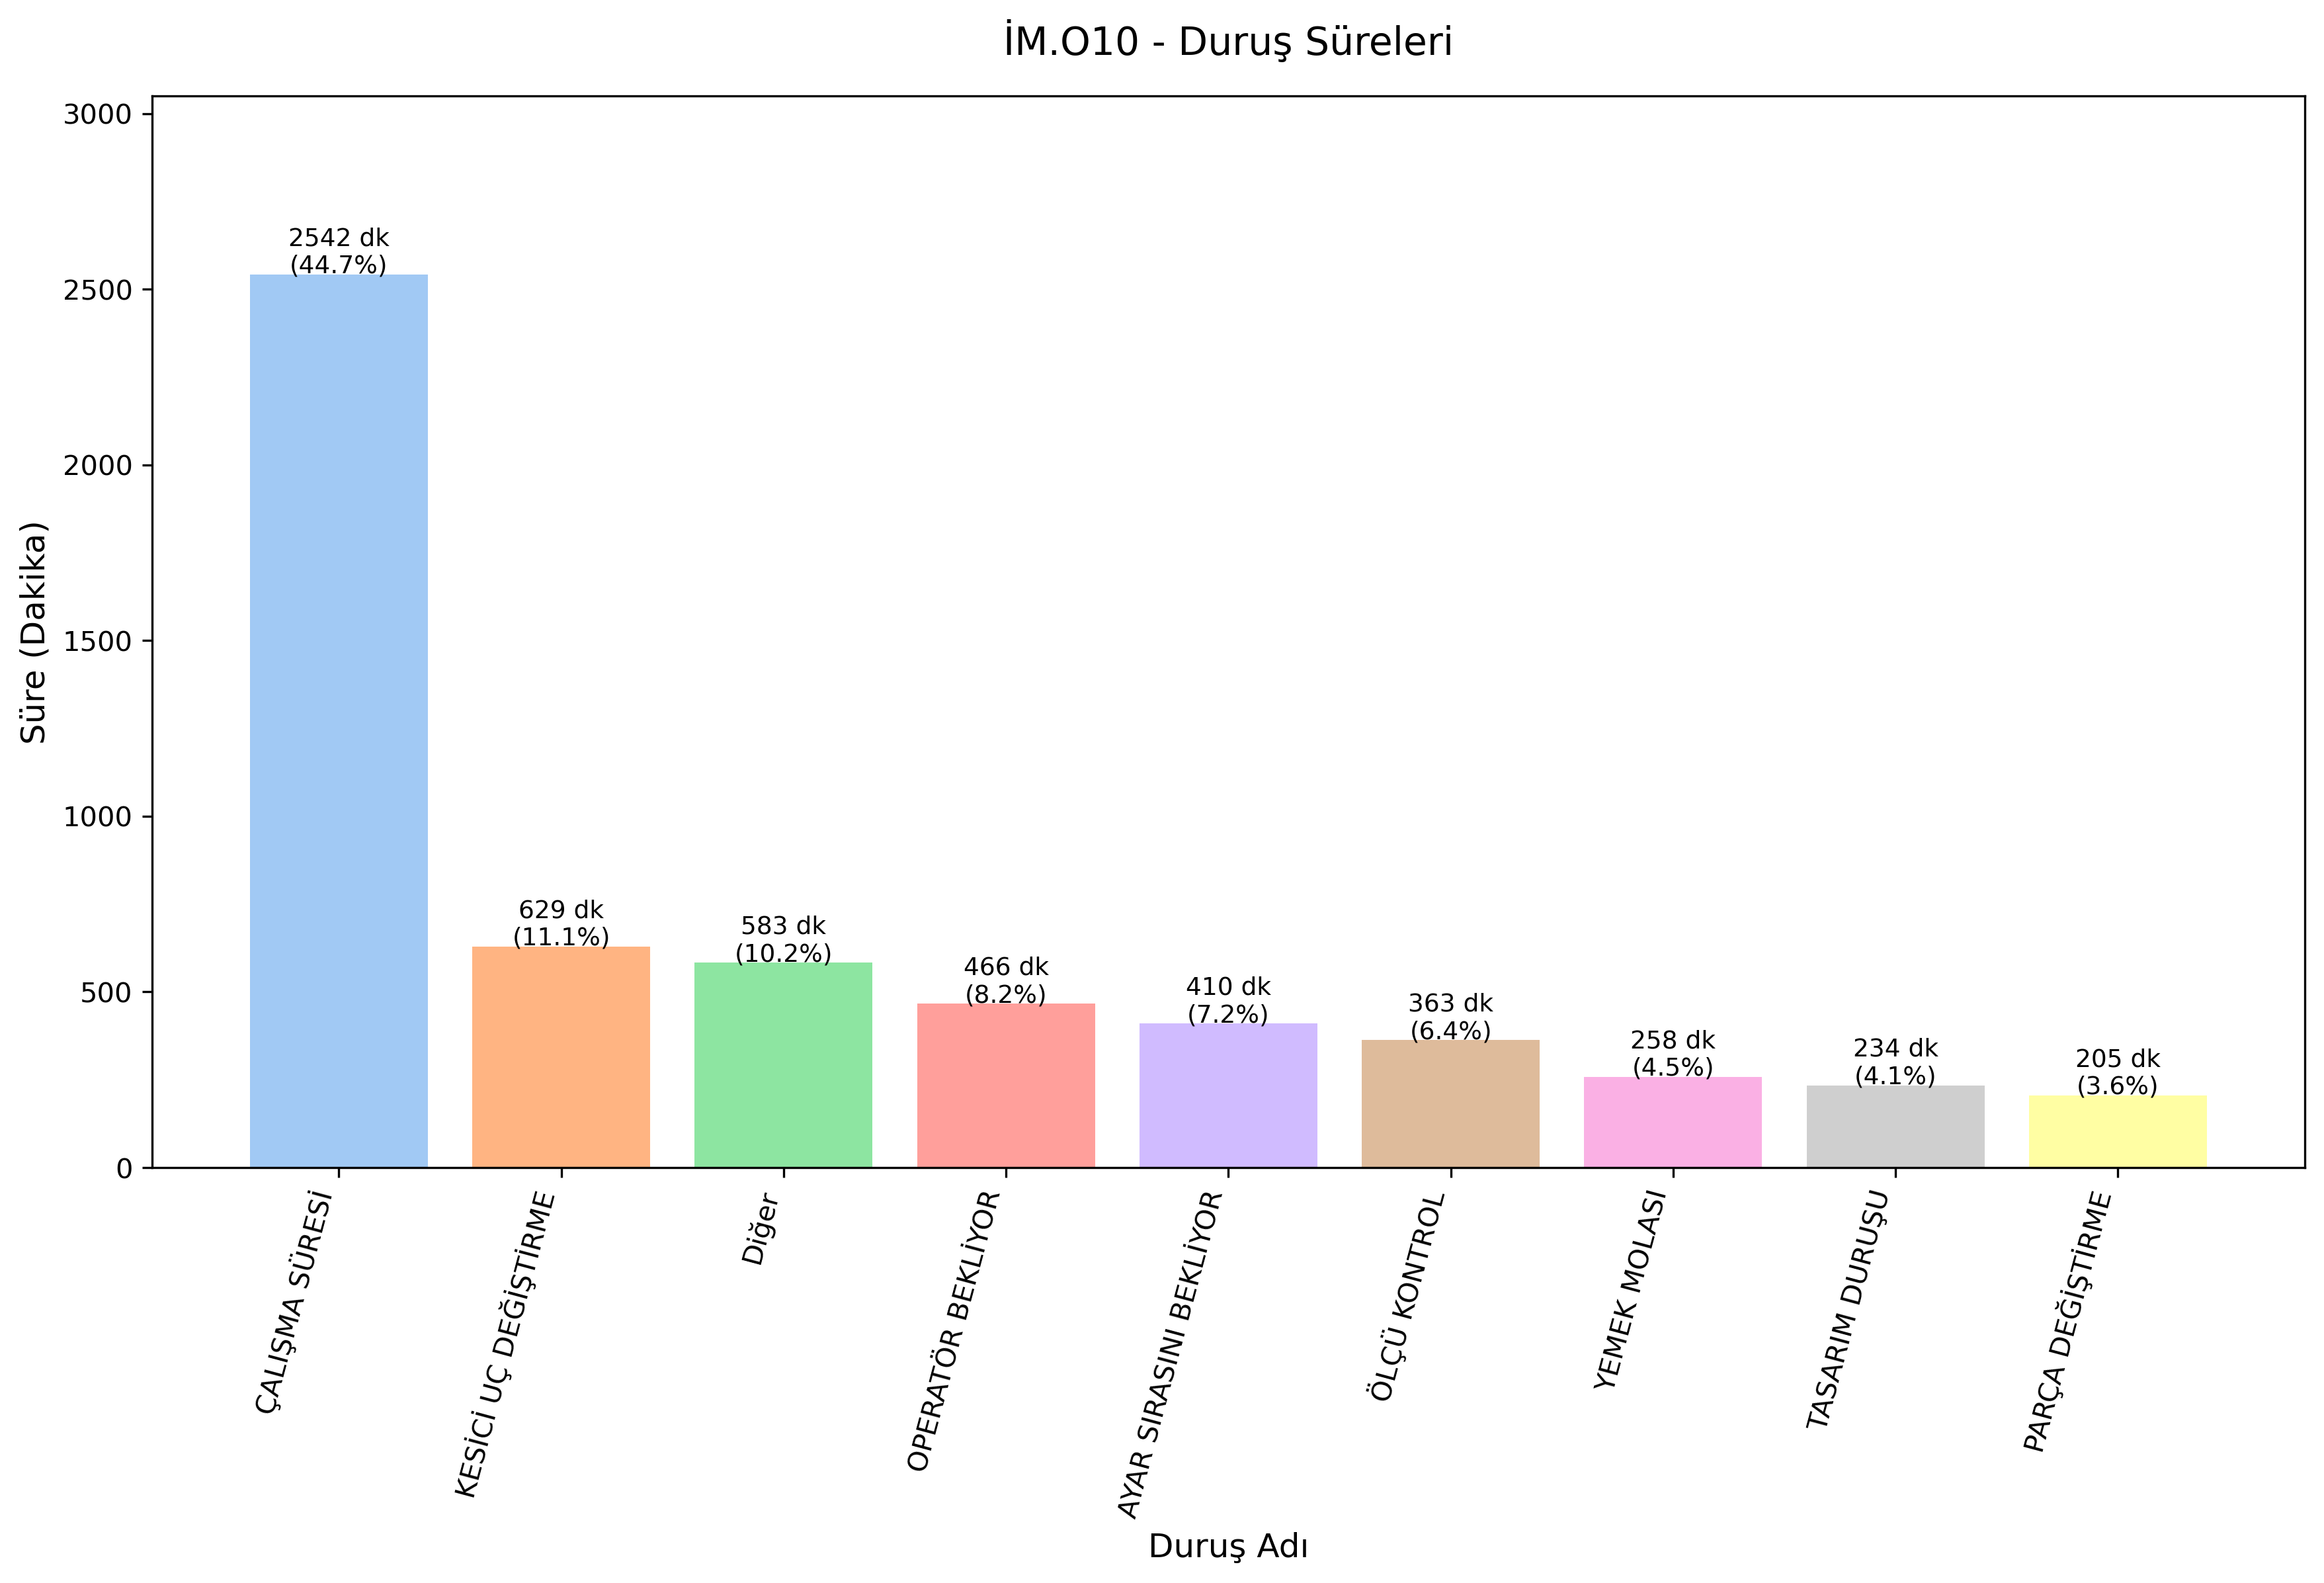 İM.O10 - Duruş Süreleri
Süre (Dakika)
3000
2500
2000
1500
1000
500
0
2542 dk
(44.7%)
629 dk
(11.1%)
583 dk
(10.2%)
466 dk
(8.2%)
410 dk
(7.2%)
363 dk
(6.4%)
258 dk
(4.5%)
234 dk
(4.1%)
205 dk
(3.6%)
ÇALIŞMA SÜRESİ
KESİCİ UÇ DEĞİŞTİRME
Diğer
OPERATÖR BEKLİYOR
AYAR SIRASINI BEKLİYOR
ÖLÇÜ KONTROL
YEMEK MOLASI
TASARIM DURUŞU
PARÇA DEĞİŞTİRME
Duruş Adı